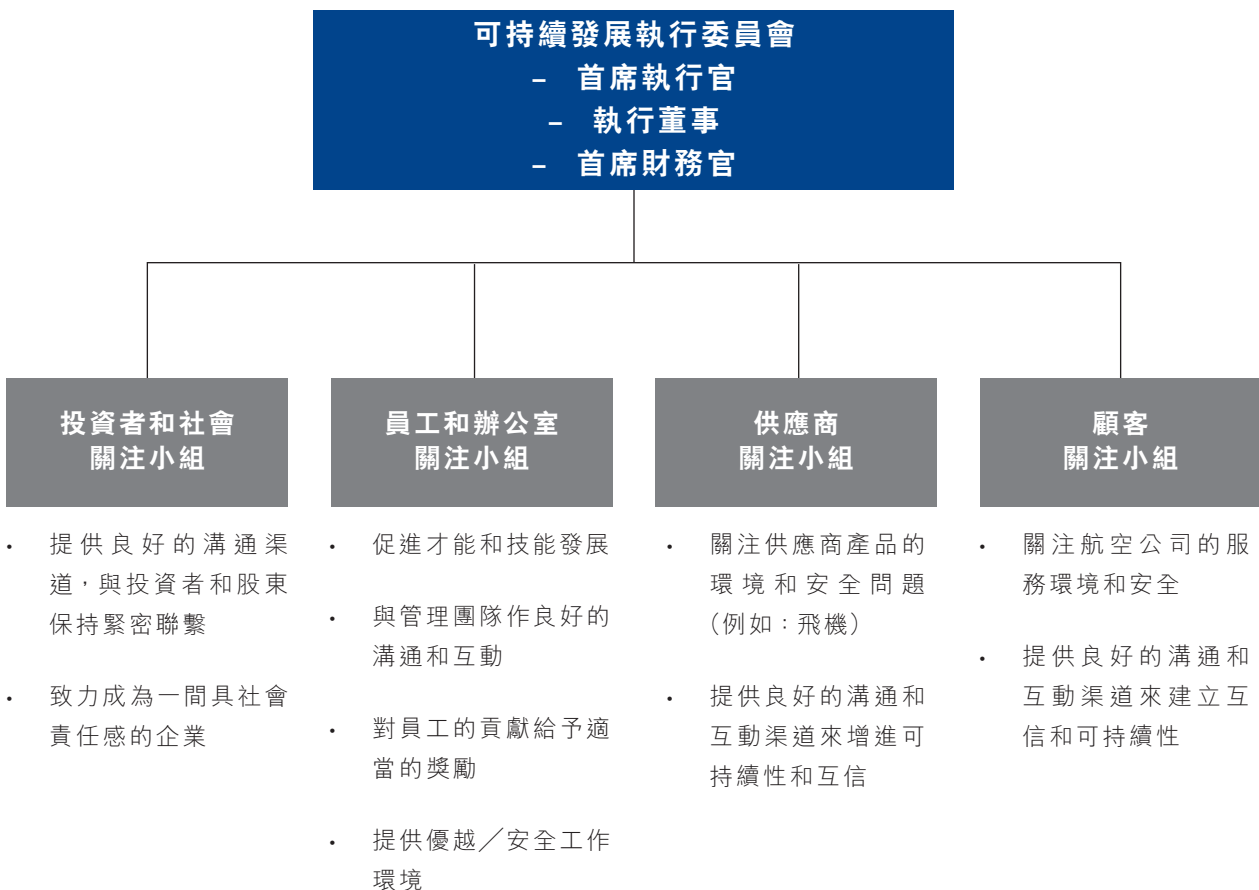 可持續發展執行委員會
– 首席執行官
– 執行董事
– 首席財務官
投資者和社會
關注小組
• 提供良好的溝通渠
道，與投資者和股東
保持緊密聯繫
• 致力成為一間具社會
責任感的企業
員工和辦公室
關注小組
• 促進才能和技能發展
• 與管理團隊作良好的
溝通和互動
• 對員工的貢獻給予適
當的獎勵
• 提供優越／安全工作
環境
供應商
關注小組
• 關注供應商產品的
環境和安全問題
（例如：飛機）
• 提供良好的溝通和
互動渠道來增進可
持續性和互信
顧客
關注小組
• 關注航空公司的服
務環境和安全
• 提供良好的溝通和
互動渠道來建立互
信和可持續性